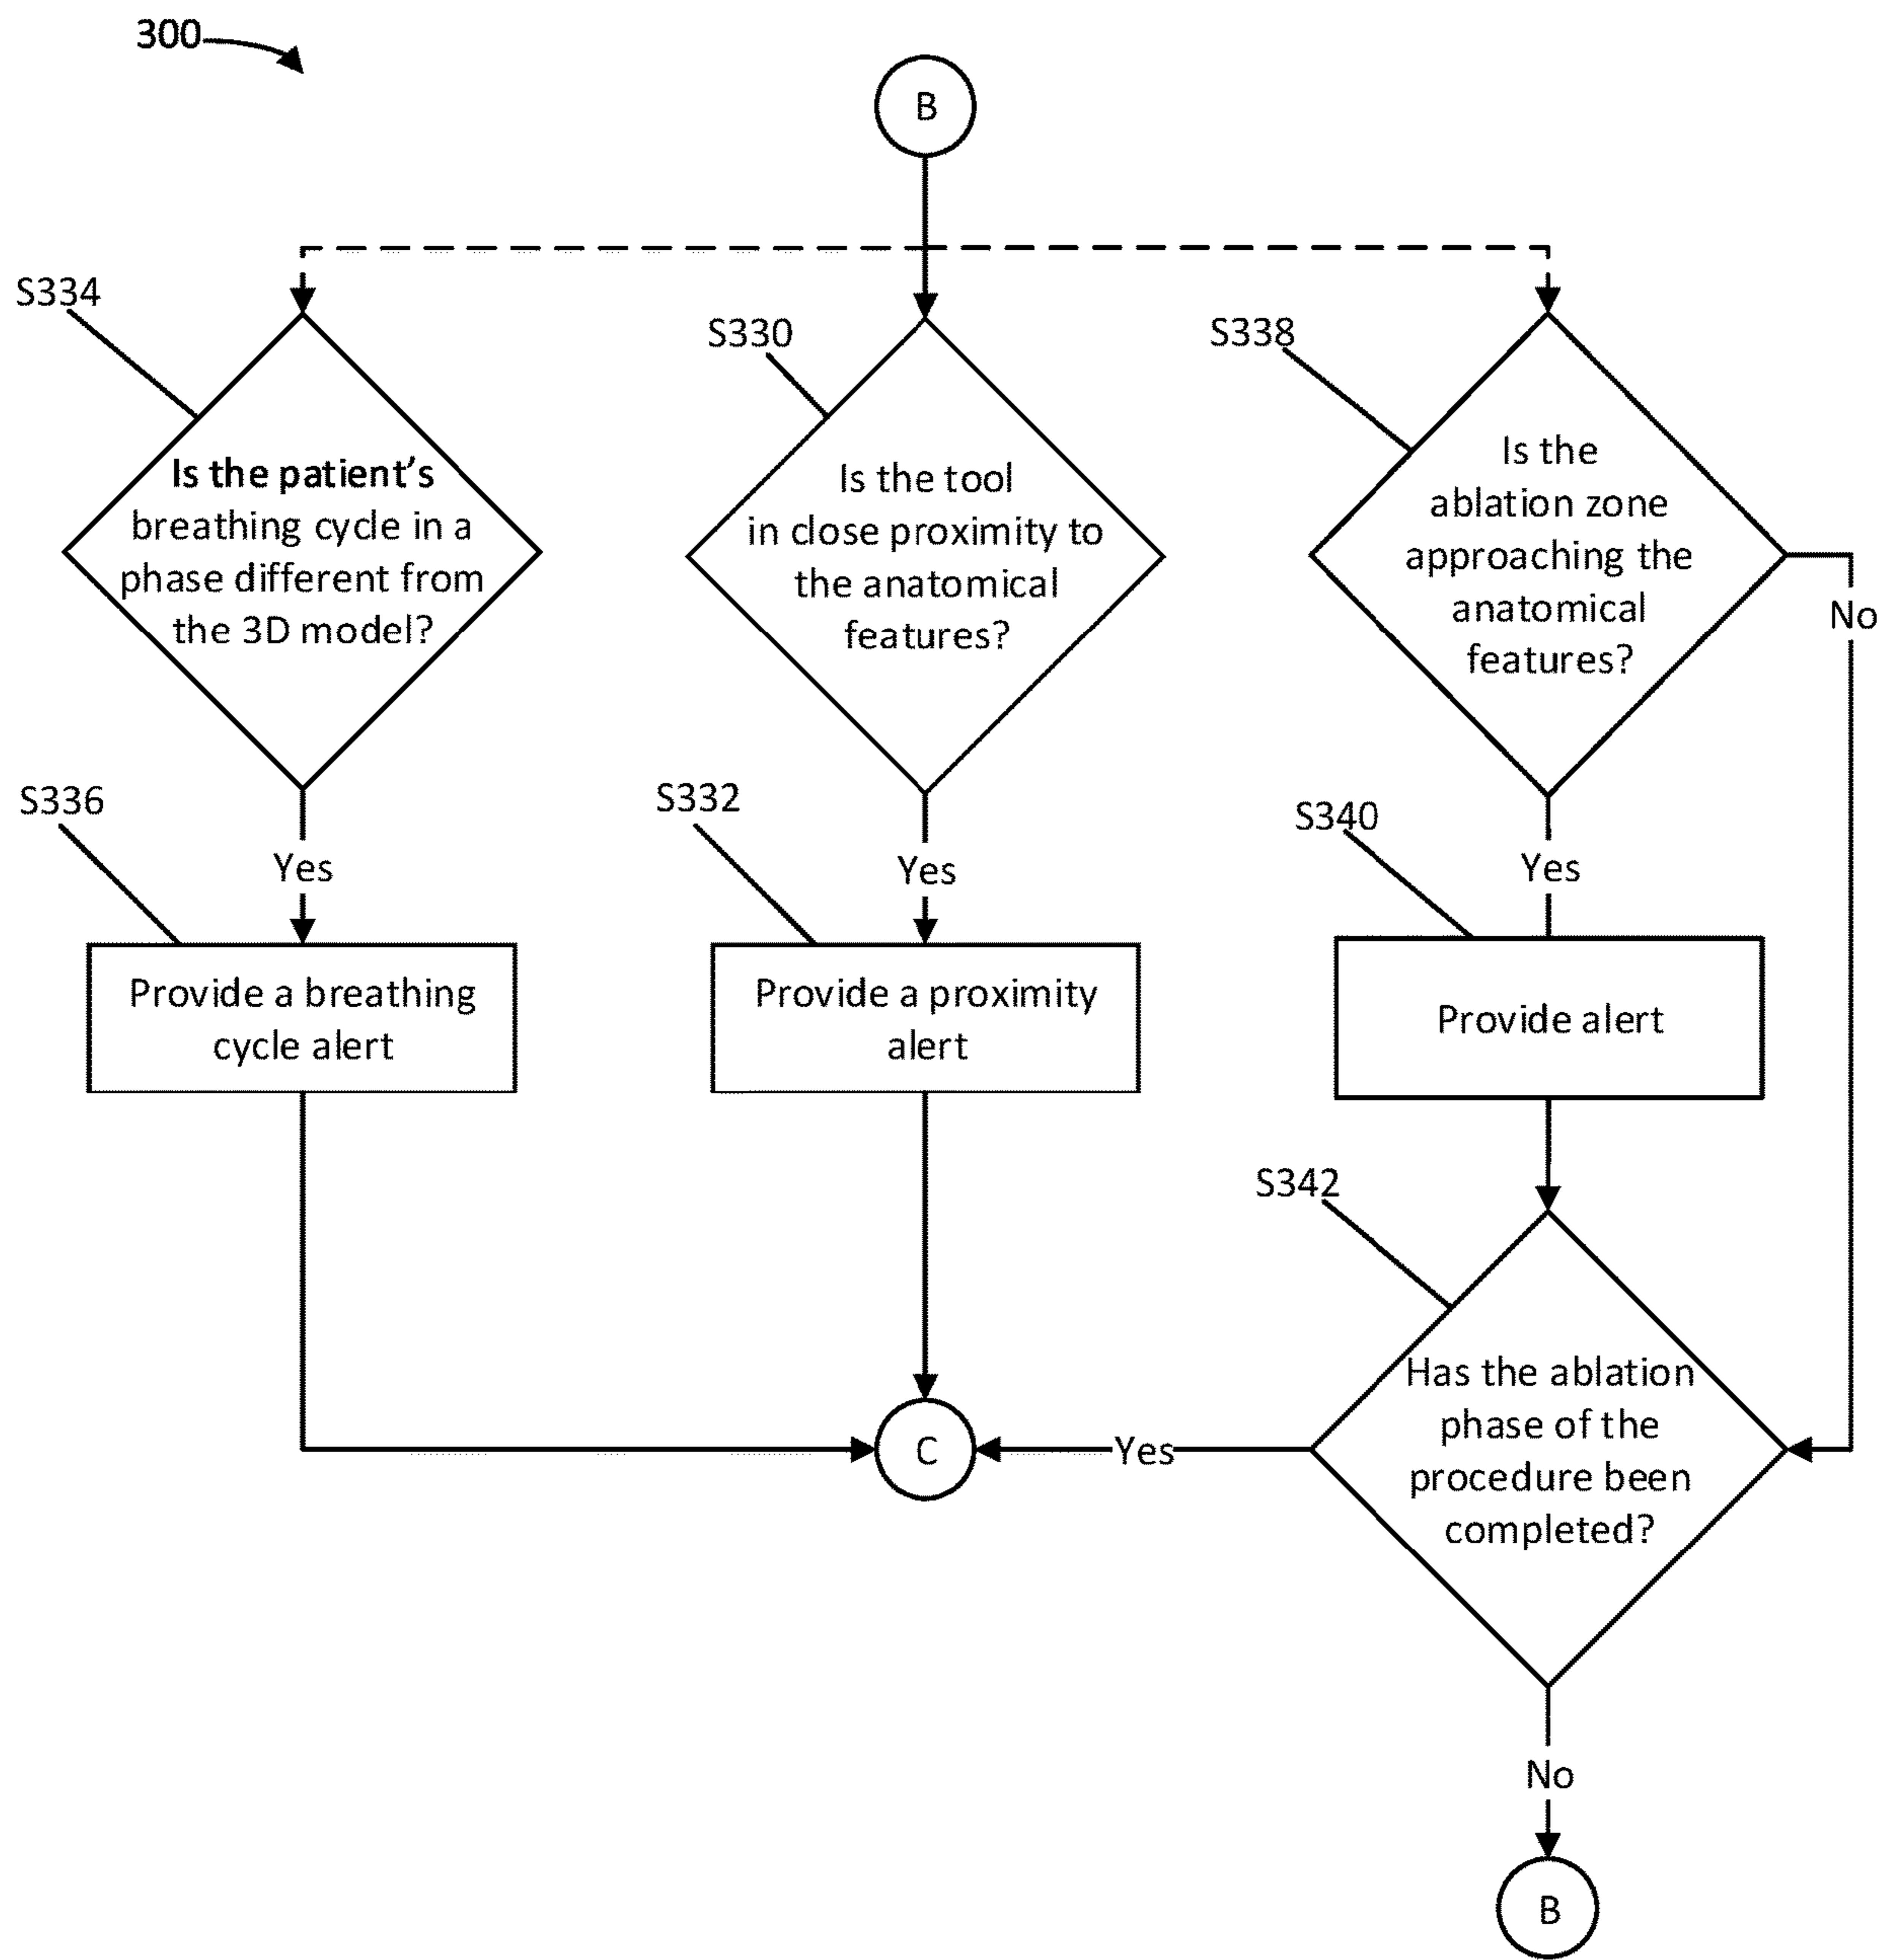 300
B
S334
Is the patient’s
breathing cycle in a
phase different from
the 3D model?
S330
Is the tool
in close proximity to
the anatomical
features?
S338
Is the
ablation zone
approaching the
anatomical
features?
No
S336
Yes
Provide a breathing
cycle alert
S332
Yes
Provide a proximity
alert
S340
Yes
Provide alert
S342
Has the ablation
phase of the
procedure been
completed?
Yes
C
No
B